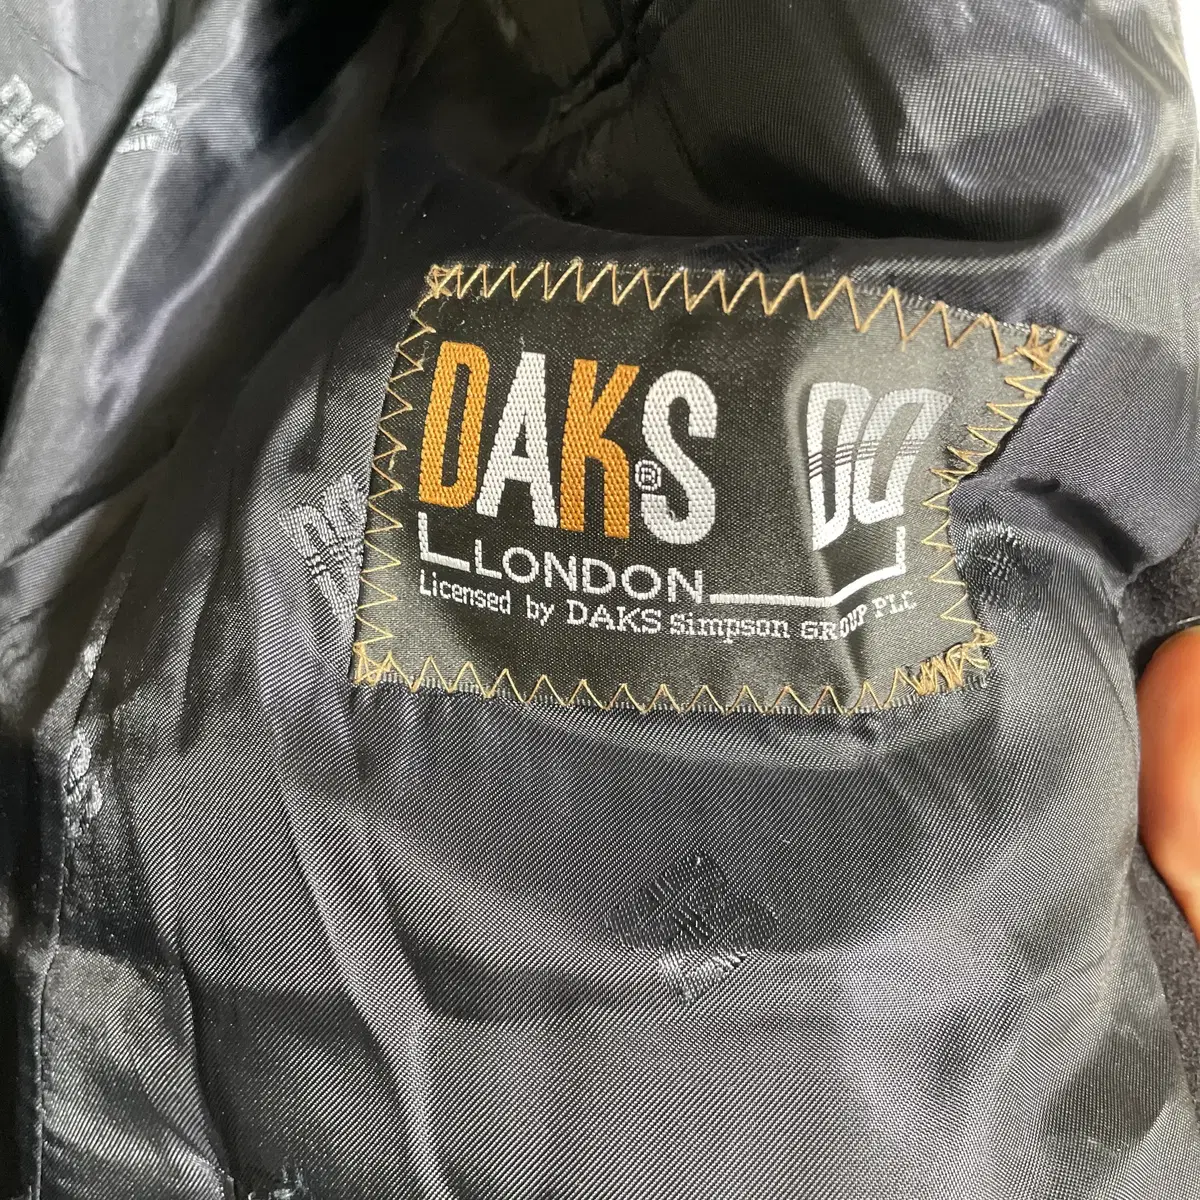 DAKS®
LONDON
Licensed by DAKS Simpson GROUP PLC